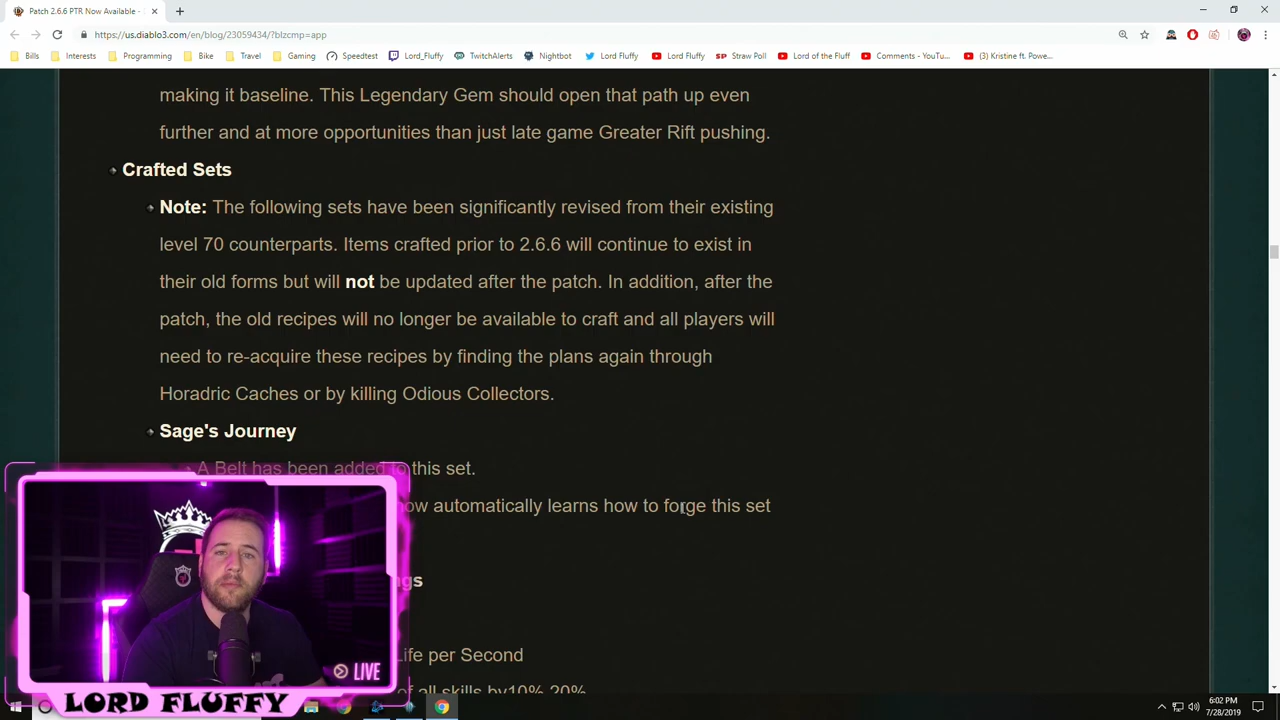 Patch 2.6.6 PTR Now Available -
https://us.diablo3.com/en/blog/23059434/?blzcmp=app
Bills
Interests
Programming
Bike
Travel
Gaming
Speedtest
Lord_Fluffy
TwitchAlerts
Nightbot
Lord Fluffy
Lord Fluffy
SP Straw Poll
Lord of the Fluff
Comments - YouTu...
(3) Kristine ft. Powe...
making it baseline. This Legendary Gem should open that path up even
further and at more opportunities than just late game Greater Rift pushing.
Crafted Sets
Note: The following sets have been significantly revised from their existing
level 70 counterparts. Items crafted prior to 2.6.6 will continue to exist in
their old forms but will not be updated after the patch. In addition, after the
patch, the old recipes will no longer be available to craft and all players will
need to re-acquire these recipes by finding the plans again through
Horadric Caches or by killing Odious Collectors.
Sage's Journey
A Belt has been added to this set.
now automatically learns how to forge this set
ngs
Life per Second
of all skills by10%-20%
LIVE
LORD FLUFFY
6:02 PM
7/28/2019